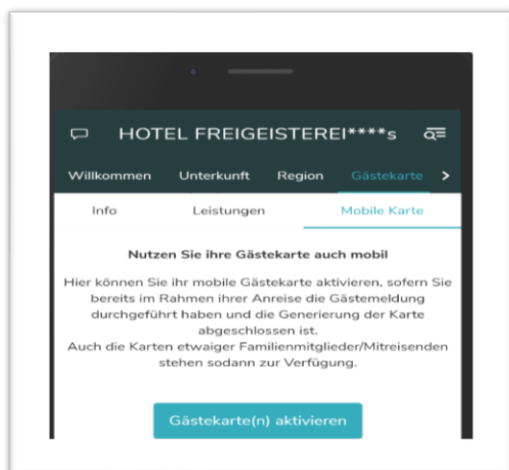 HOTEL FREIGEISTEREI****s
Willkommen Unterkunft Region Gästekarte >
Info Leistungen Mobile Karte
Nutzen Sie ihre Gästekarte auch mobil
Hier können Sie ihr mobile Gästekarte aktivieren, sofern Sie
bereits im Rahmen ihrer Anreise die Gästemeldung
durchgeführt haben und die Generierung der Karte
abgeschlossen ist.
Auch die Karten etwaiger Familienmitglieder/Mitreisenden
stehen sodann zur Verfügung.
Gästekarte(n) aktivieren